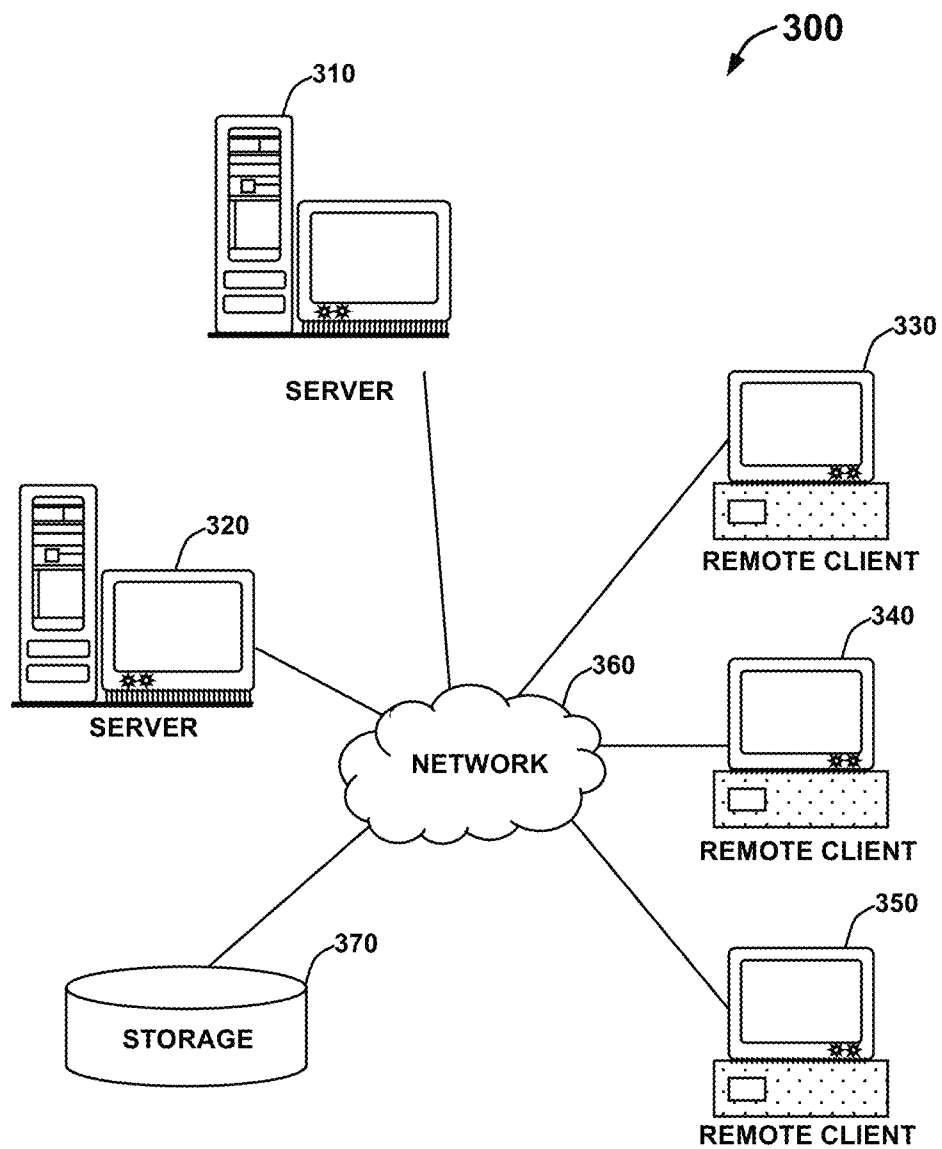 300
310
SERVER
330
REMOTE CLIENT
320
SERVER
340
REMOTE CLIENT
360
NETWORK
350
REMOTE CLIENT
370
STORAGE